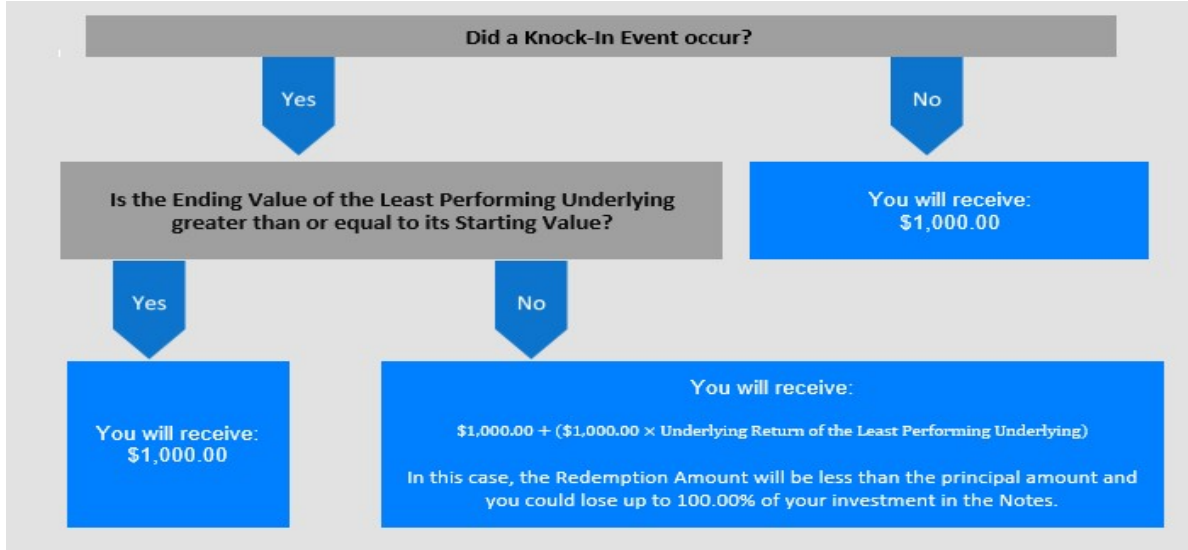 Did a Knock-In Event occur?
Yes
No
Is the Ending Value of the Least Performing Underlying
greater than or equal to its Starting Value?
You will receive:
$1,000.00
Yes
No
You will receive:
$1,000.00
You will receive:
$1,000.00 + ($1,000.00 × Underlying Return of the Least Performing Underlying)
In this case, the Redemption Amount will be less than the principal amount and
you could lose up to 100.00% of your investment in the Notes.